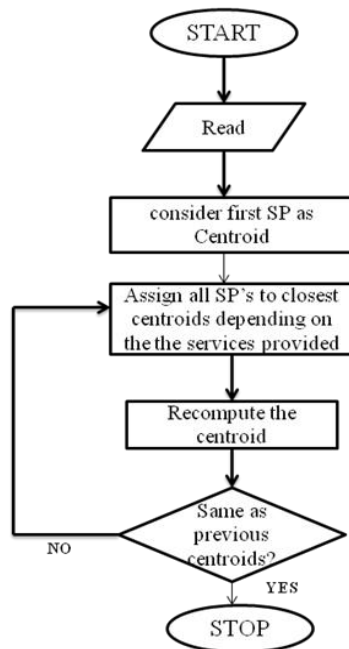 START
Read
consider first SP as
Centroid
Assign all SP's to closest
centroids depending on
the the services provided
Recompute the
centroid
Same as
previous
centroids?
NO
YES
STOP